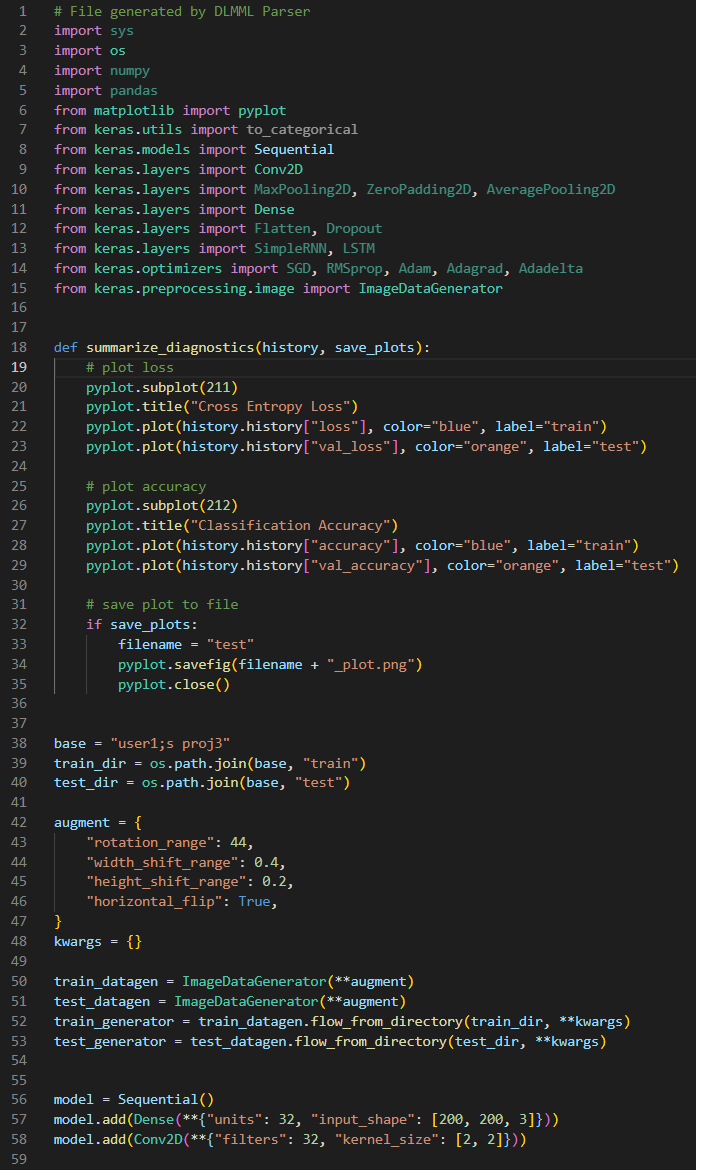 1 # File generated by DLMML Parser
2 import sys
3 import os
4 import numpy
5 import pandas
6 from matplotlib import pyplot
7 from keras.utils import to_categorical
8 from keras.models import Sequential
9 from keras.layers import Conv2D
10 from keras.layers import MaxPooling2D, ZeroPadding2D, AveragePooling2D
11 from keras.layers import Dense
12 from keras.layers import Flatten, Dropout
13 from keras.layers import SimpleRNN, LSTM
14 from keras.optimizers import SGD, RMSprop, Adam, Adagrad, Adadelta
15 from keras.preprocessing.image import ImageDataGenerator
16
17
18 def summarize_diagnostics(history, save_plots):
19     # plot loss
20     pyplot.subplot(211)
21     pyplot.title("Cross Entropy Loss")
22     pyplot.plot(history.history["loss"], color="blue", label="train")
23     pyplot.plot(history.history["val_loss"], color="orange", label="test")
24
25     # plot accuracy
26     pyplot.subplot(212)
27     pyplot.title("Classification Accuracy")
28     pyplot.plot(history.history["accuracy"], color="blue", label="train")
29     pyplot.plot(history.history["val_accuracy"], color="orange", label="test")
30
31     # save plot to file
32     if save_plots:
33         filename = "test"
34         pyplot.savefig(filename + "_plot.png")
35         pyplot.close()
36
37
38 base = "user1;s proj3"
39 train_dir = os.path.join(base, "train")
40 test_dir = os.path.join(base, "test")
41
42 augment = {
43     "rotation_range": 44,
44     "width_shift_range": 0.4,
45     "height_shift_range": 0.2,
46     "horizontal_flip": True,
47 }
48 kwargs = {}
49
50 train_datagen = ImageDataGenerator(**augment)
51 test_datagen = ImageDataGenerator(**augment)
52 train_generator = train_datagen.flow_from_directory(train_dir, **kwargs)
53 test_generator = test_datagen.flow_from_directory(test_dir, **kwargs)
54
55
56 model = Sequential()
57 model.add(Dense(**{"units": 32, "input_shape": [200, 200, 3]}))
58 model.add(Conv2D(**{"filters": 32, "kernel_size": [2, 2]}))
59